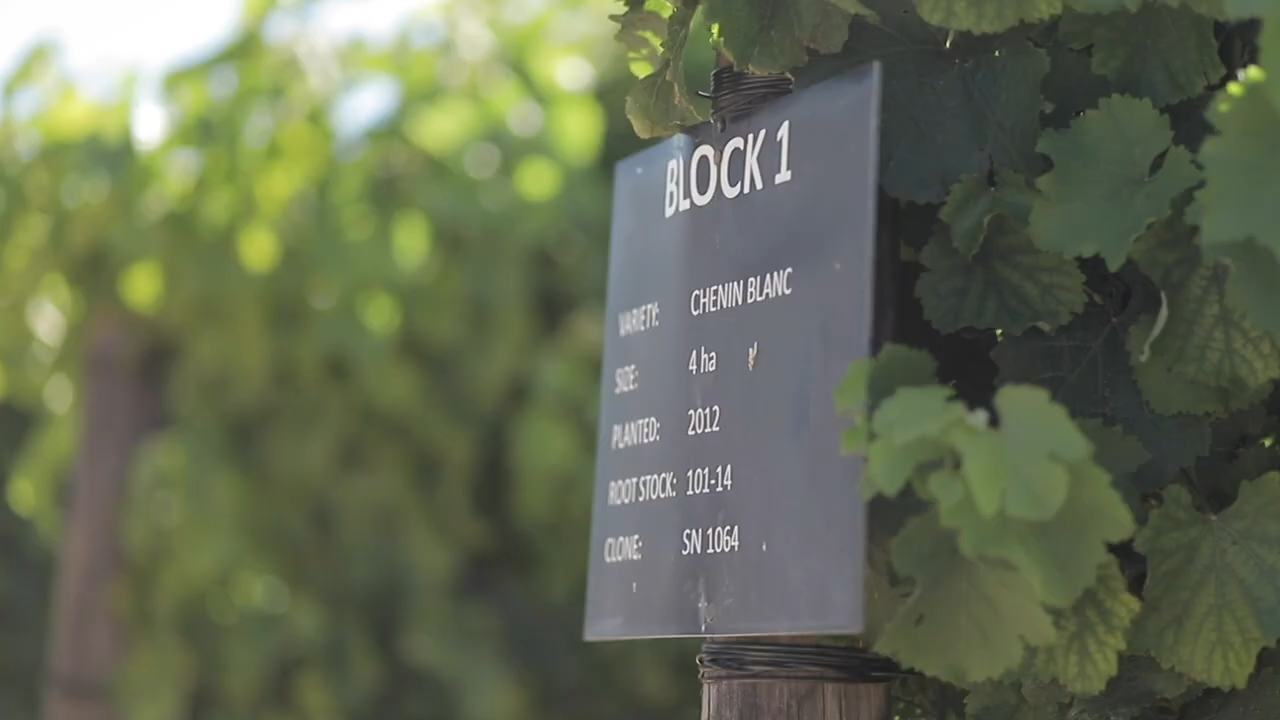 BLOCK 1
VARIETY: CHENIN BLANC
SIZE: 4 ha
PLANTED: 2012
ROOT STOCK: 101-14
CLONE: SN 1064